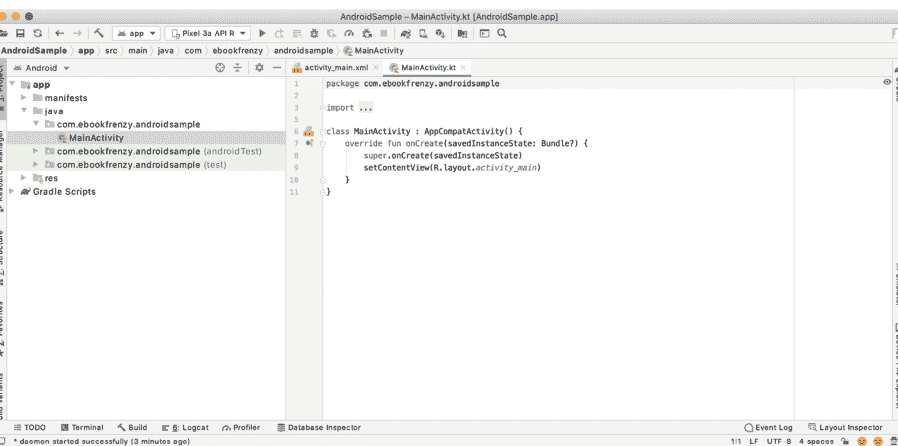 AndroidSample – MainActivity.kt [AndroidSample.app]
app
Pixel 3a API R
AndroidSample
app
src
main
java
com
ebookfrenzy
androidsample
MainActivity
Android
activity_main.xml
MainActivity.kt
app
manifests
java
com.ebookfrenzy.androidsample
MainActivity
com.ebookfrenzy.androidsample (androidTest)
com.ebookfrenzy.androidsample (test)
res
Gradle Scripts
1 package com.ebookfrenzy.androidsample
2
3 import ...
5
6 class MainActivity : AppCompatActivity() {
7 override fun onCreate(savedInstanceState: Bundle?) {
8 super.onCreate(savedInstanceState)
9 setContentView(R.layout.activity_main)
10 }
11 }
TODO
Terminal
Build
6: Logcat
Profiler
Database Inspector
Event Log
Layout Inspector
* daemon started successfully (3 minutes ago)
1:1 LF UTF-8 4 spaces